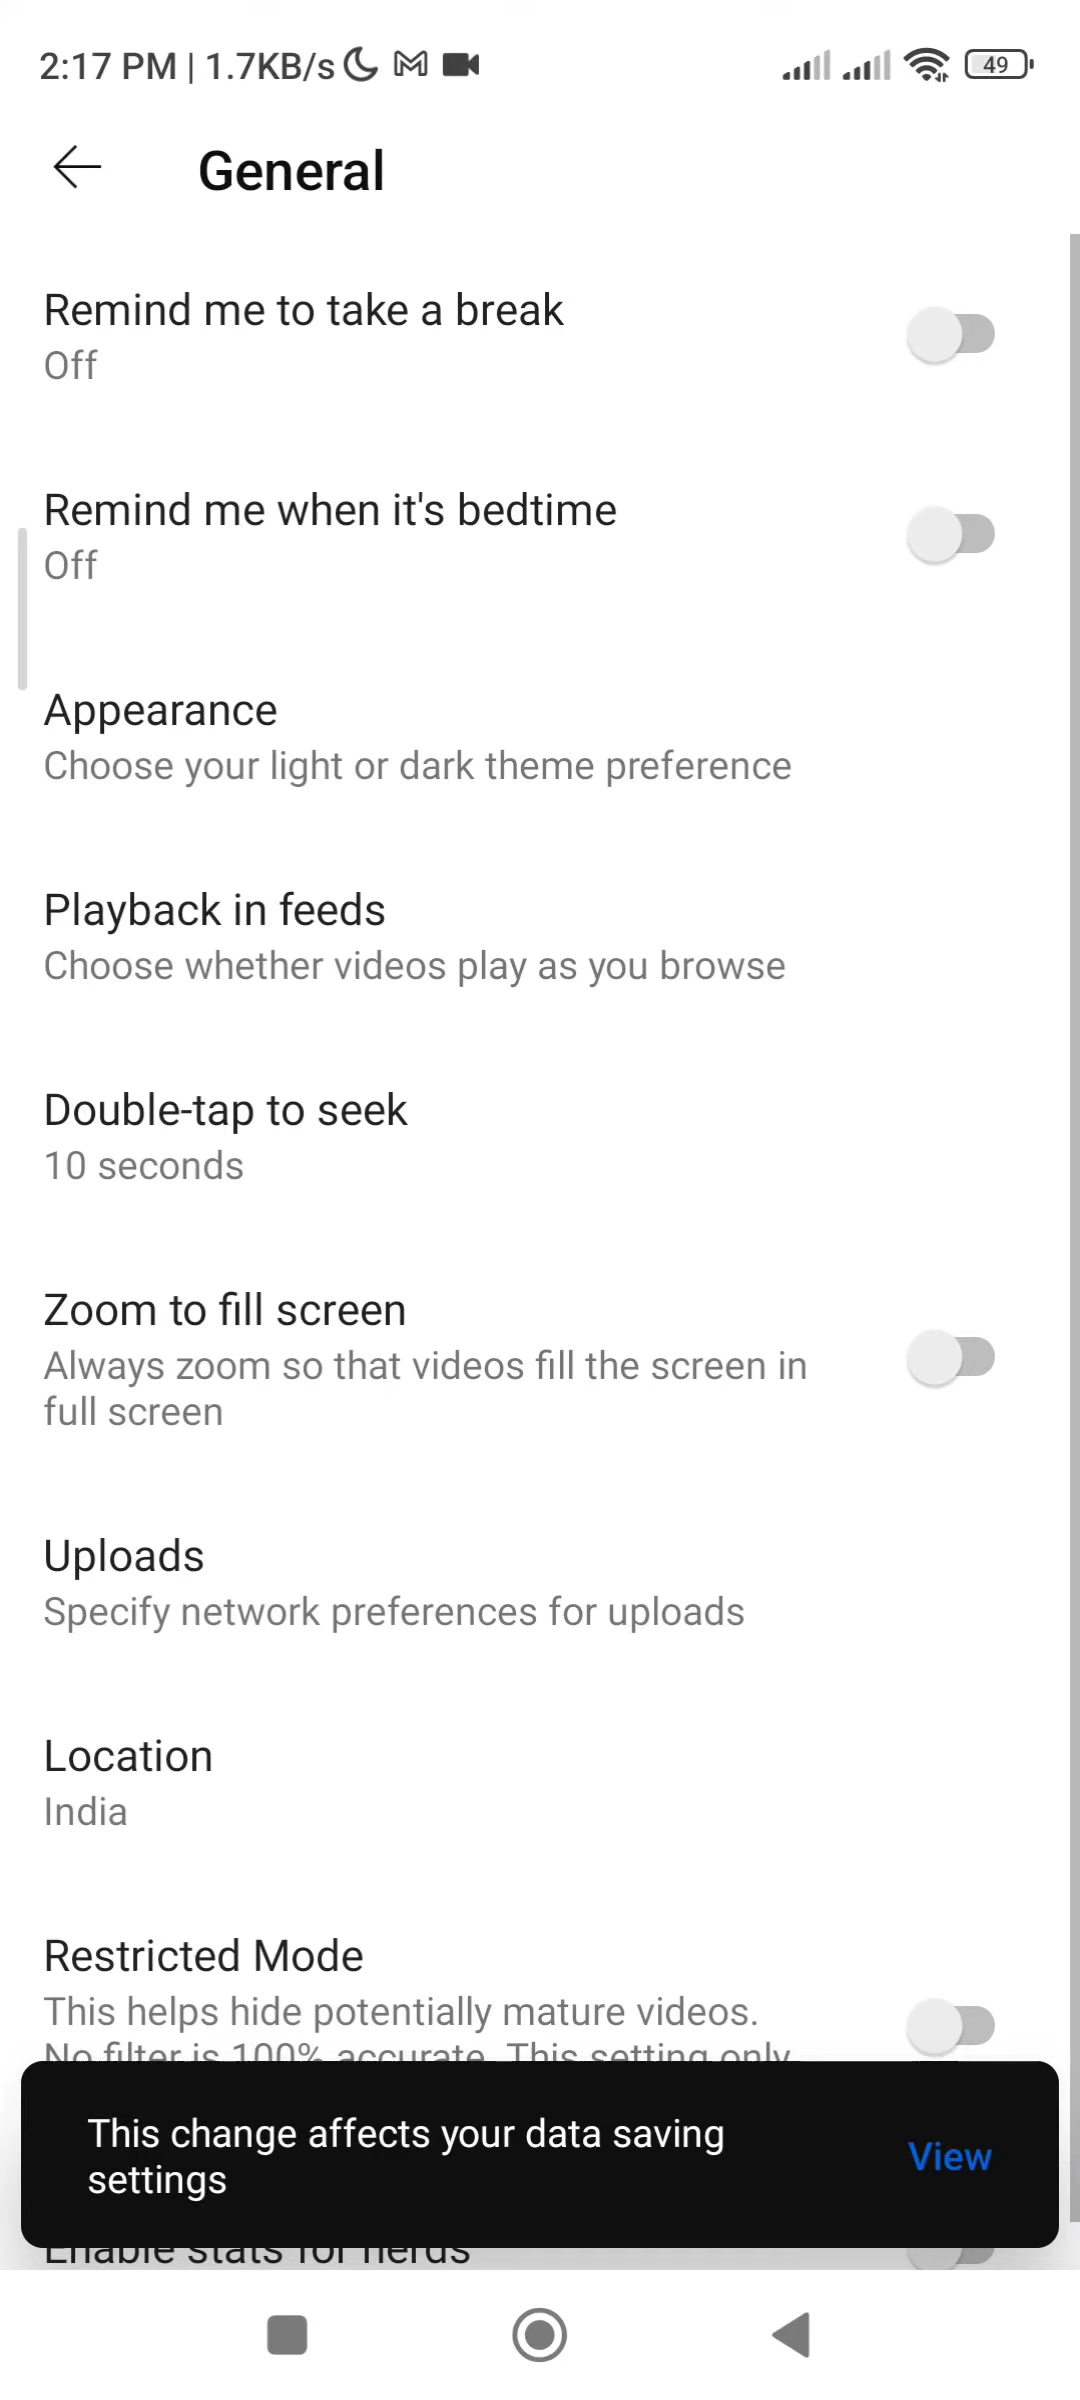 2:17 PM | 1.7KB/s
49
General
Remind me to take a break
Off
Remind me when it's bedtime
Off
Appearance
Choose your light or dark theme preference
Playback in feeds
Choose whether videos play as you browse
Double-tap to seek
10 seconds
Zoom to fill screen
Always zoom so that videos fill the screen in
full screen
Uploads
Specify network preferences for uploads
Location
India
Restricted Mode
This helps hide potentially mature videos.
No filter is 100% accurate. This setting only
This change affects your data saving
settings
View
Enable stats for nerds